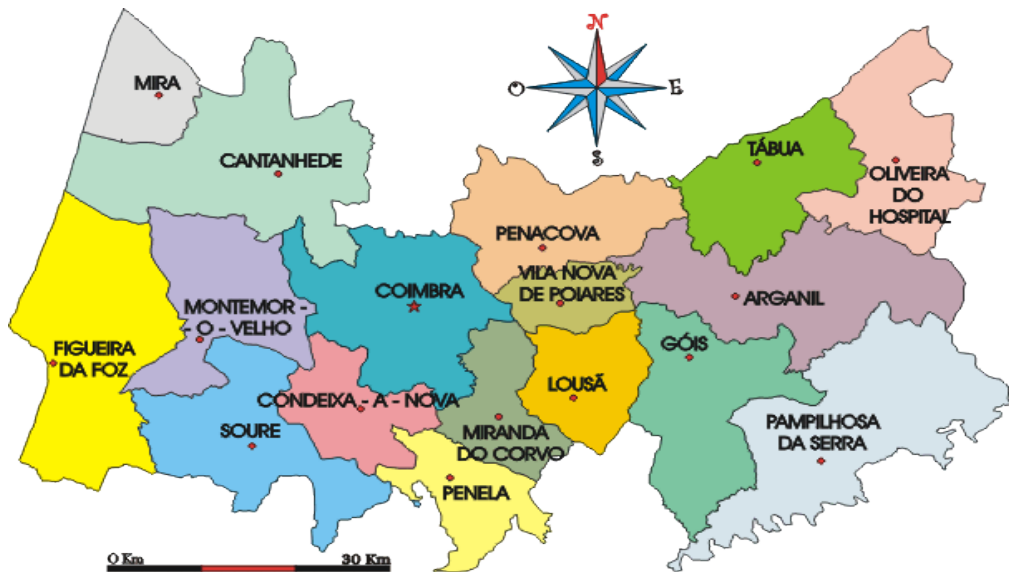 N
O
E
S
MIRA
CANTANHEDE
TÁBUA
OLIVEIRA
DO
HOSPITAL
PENACOVA
VILA NOVA
DE POIARES
COIMBRA
ARGANIL
MONTEMOR -
- O - VELHO
FIGUEIRA
DA FOZ
GÓIS
LOUSÃ
CONDEIXA - A - NOVA
SOURE
MIRANDA
DO CORVO
PAMPILHOSA
DA SERRA
PENELA
0 Km
30 Km